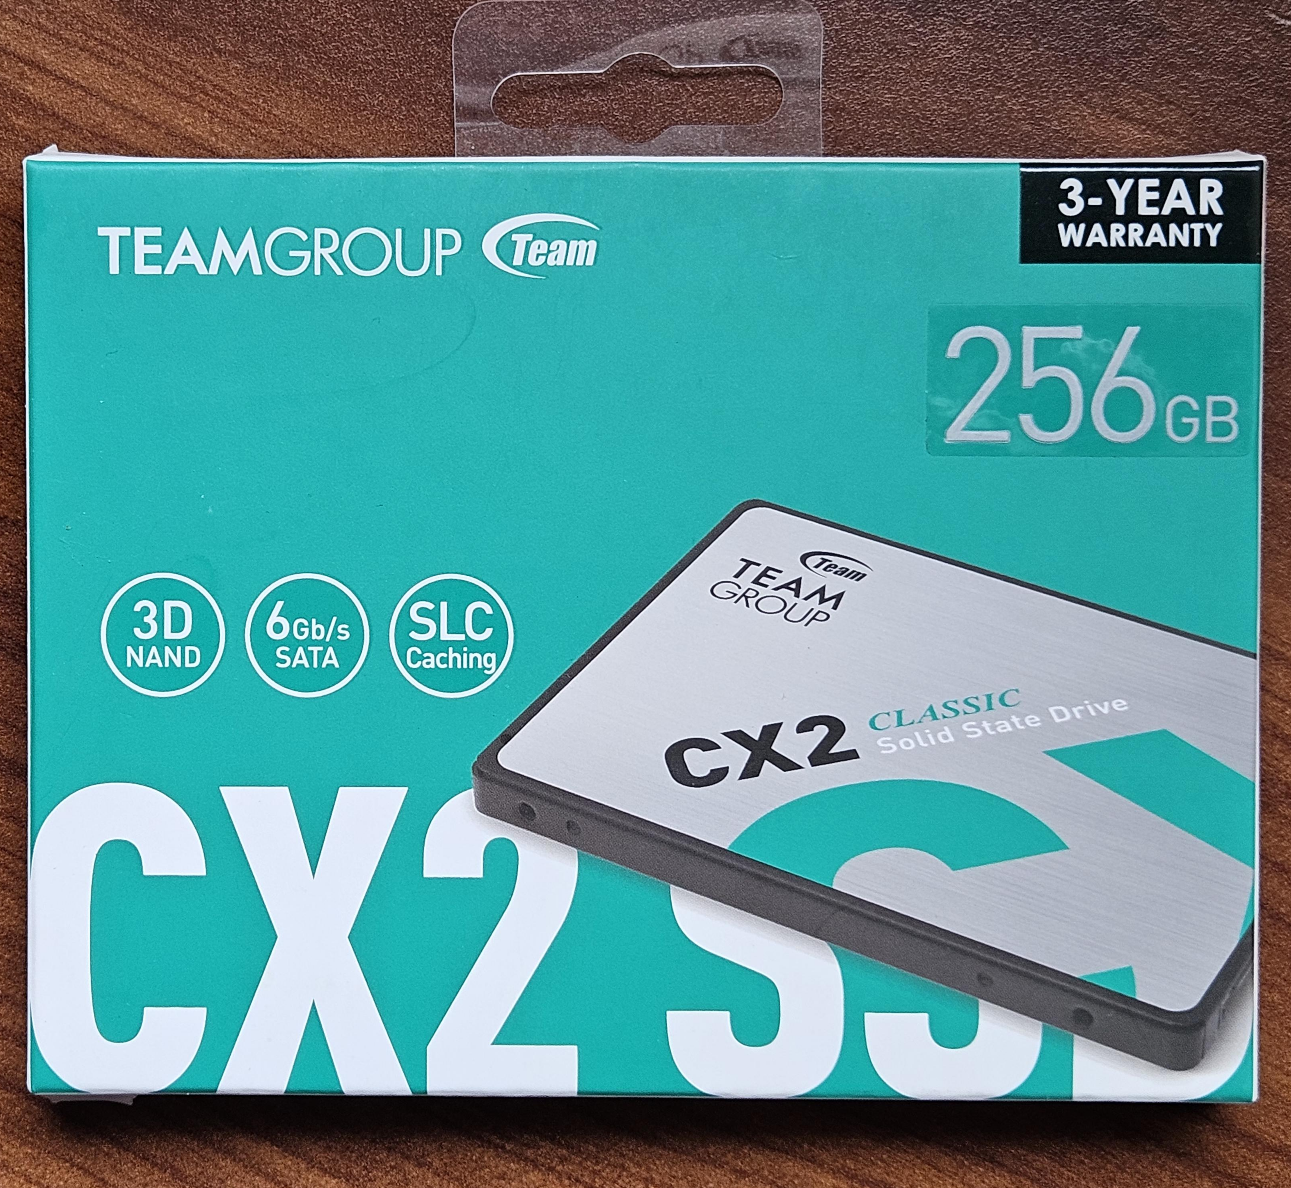 3-YEAR
WARRANTY
TEAMGROUP Team
256GB
3D
NAND
6Gb/s
SATA
SLC
Caching
Team
TEAM
GROUP
CX2 CLASSIC
Solid State Drive
CX2 SSD